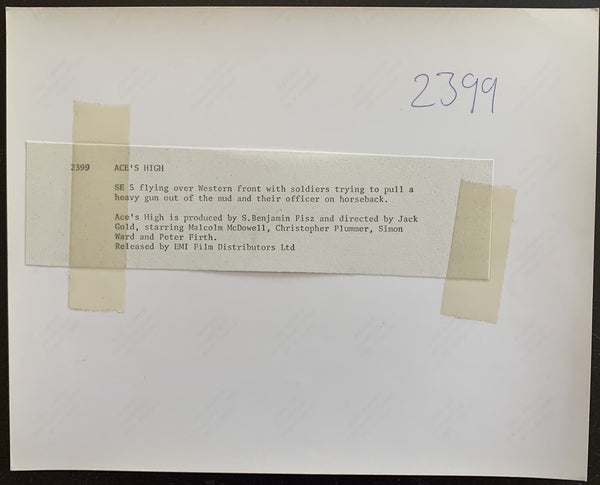 2399
2399 ACE'S HIGH
SE 5 flying over Western front with soldiers trying to pull a
heavy gun out of the mud and their officer on horseback.
Ace's High is produced by S.Benjamin Fisz and directed by Jack
Gold, starring Malcolm McDowell, Christopher Plummer, Simon
Ward and Peter Firth.
Released by EMI Film Distributors Ltd